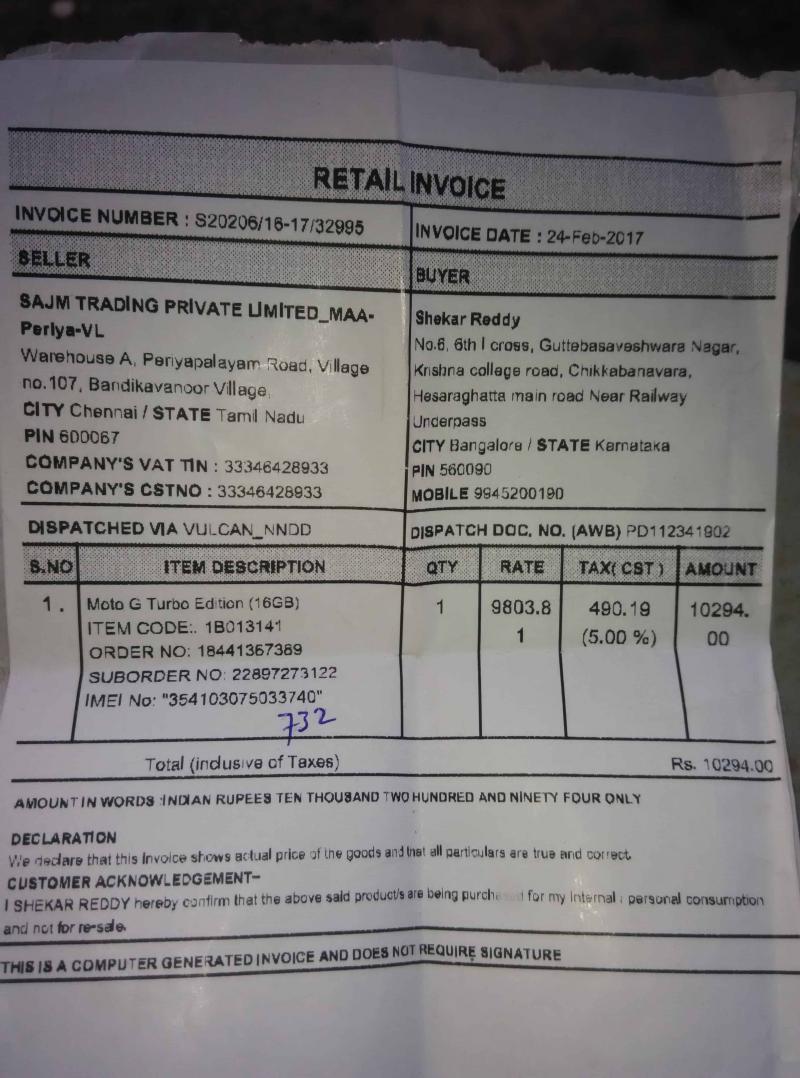 RETAIL INVOICE
INVOICE NUMBER : S20206/16-17/32995
INVOICE DATE : 24-Feb-2017
SELLER
SAJM TRADING PRIVATE LIMITED_MAA-
Periya-VL
Warehouse A, Periyapalayam Road, Village
no.107, Bandikavanoor Village,
CITY Chennai / STATE Tamil Nadu
PIN 600067
COMPANY'S VAT TIN : 33346428933
COMPANY'S CSTNO : 33346428933
BUYER
Shekar Reddy
No.6, 6th I cross, Guttebasaveshwara Nagar,
Krishna college road, Chikkabanavara,
Hesaraghatta main road Near Railway
Underpass
CITY Bangalore / STATE Karnataka
PIN 560090
MOBILE 9945200190
DISPATCHED VIA VULCAN_NNDD
DISPATCH DOC. NO. (AWB) PD112341902
S.NO ITEM DESCRIPTION QTY RATE TAX( CST ) AMOUNT
1 . Moto G Turbo Edition (16GB) 1 9803.8 490.19 10294.
ITEM CODE:. 1B013141 1 (5.00 %) 00
ORDER NO: 18441367389
SUBORDER NO: 22897273122
IMEI No: "354103075033740"
732
Total (inclusive of Taxes) Rs. 10294.00
AMOUNT IN WORDS :INDIAN RUPEES TEN THOUSAND TWO HUNDRED AND NINETY FOUR ONLY
DECLARATION
We declare that this invoice shows actual price of the goods and that all particulars are true and correct.
CUSTOMER ACKNOWLEDGEMENT-
I SHEKAR REDDY hereby confirm that the above said product/s are being for my internal / personal consumption
and not for re-sale.
THIS IS A COMPUTER GENERATED INVOICE AND DOES NOT REQUIRE SIGNATURE